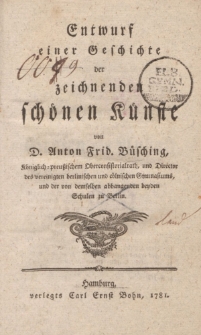 Entwurf
einer Geschichte
der
zeichnenden
schönen Künste
von
D. Anton Frid. Büsching,
Königlich-preußischem Oberconsistorialrath, und Director
des vereinigten berlinischen und cölnischen Gymnasiums,
und der von demselben abhangenden beyden
Schulen zu Berlin.
Hamburg,
verlegts Carl Ernst Bohn, 1781.